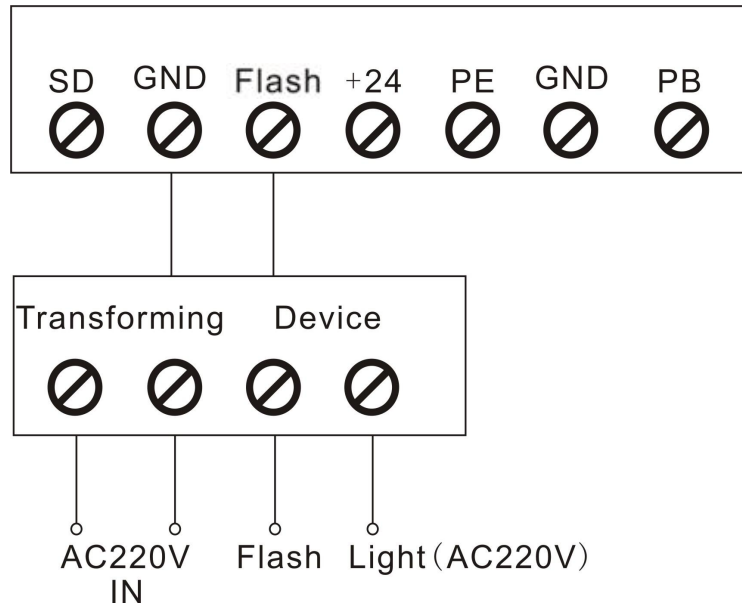 SD GND Flash +24 PE GND PB
Transforming Device
AC220V Flash Light(AC220V)
IN